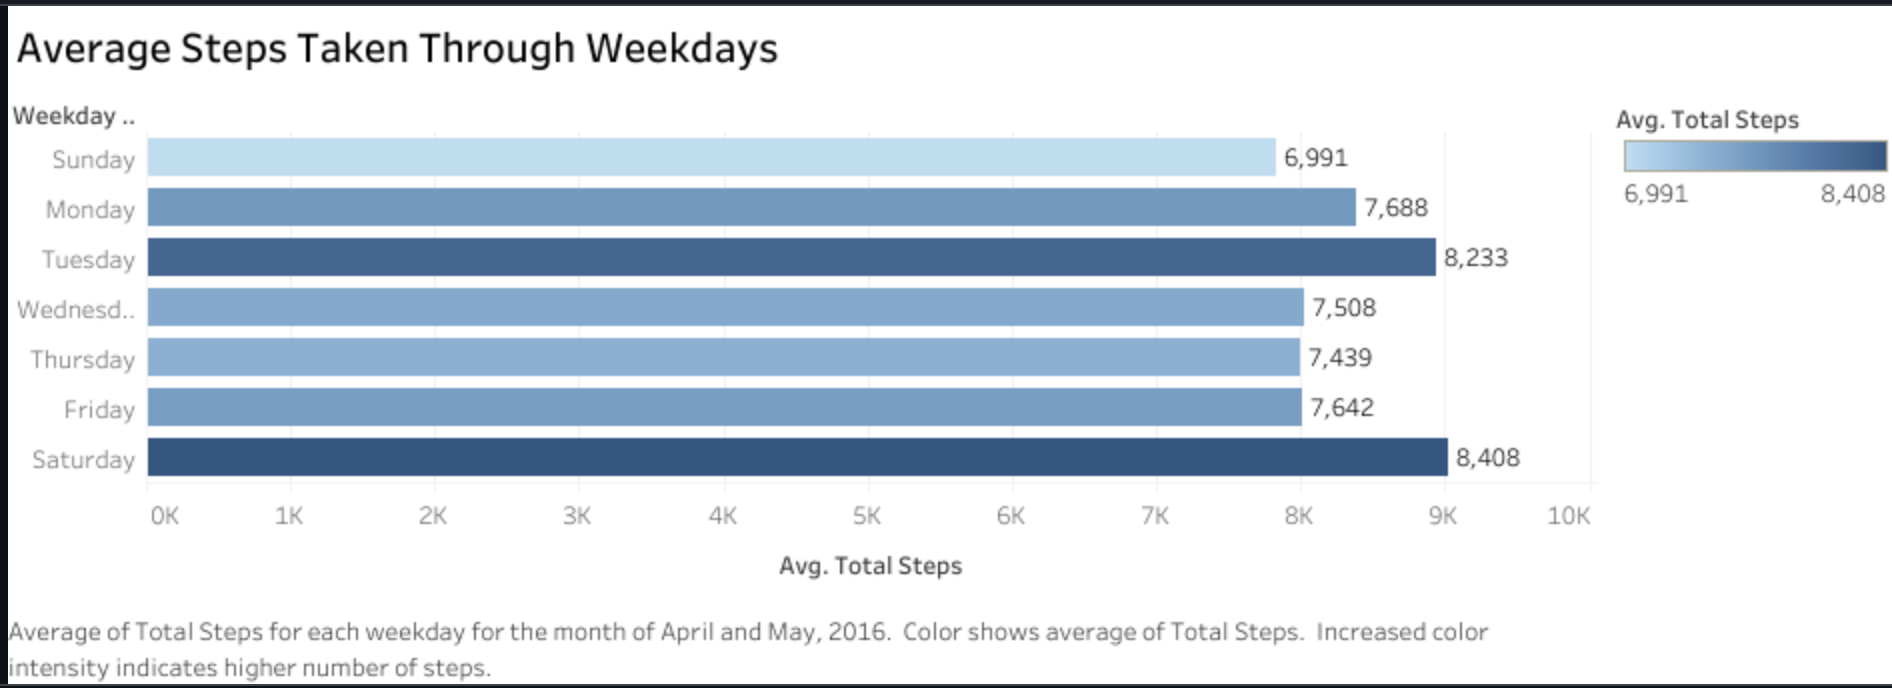 Average Steps Taken Through Weekdays
Weekday ..
Avg. Total Steps
6,991 8,408
Sunday 6,991
Monday 7,688
Tuesday 8,233
Wednesd.. 7,508
Thursday 7,439
Friday 7,642
Saturday 8,408
0K 1K 2K 3K 4K 5K 6K 7K 8K 9K 10K
Avg. Total Steps
Average of Total Steps for each weekday for the month of April and May, 2016.  Color shows average of Total Steps.  Increased color
intensity indicates higher number of steps.